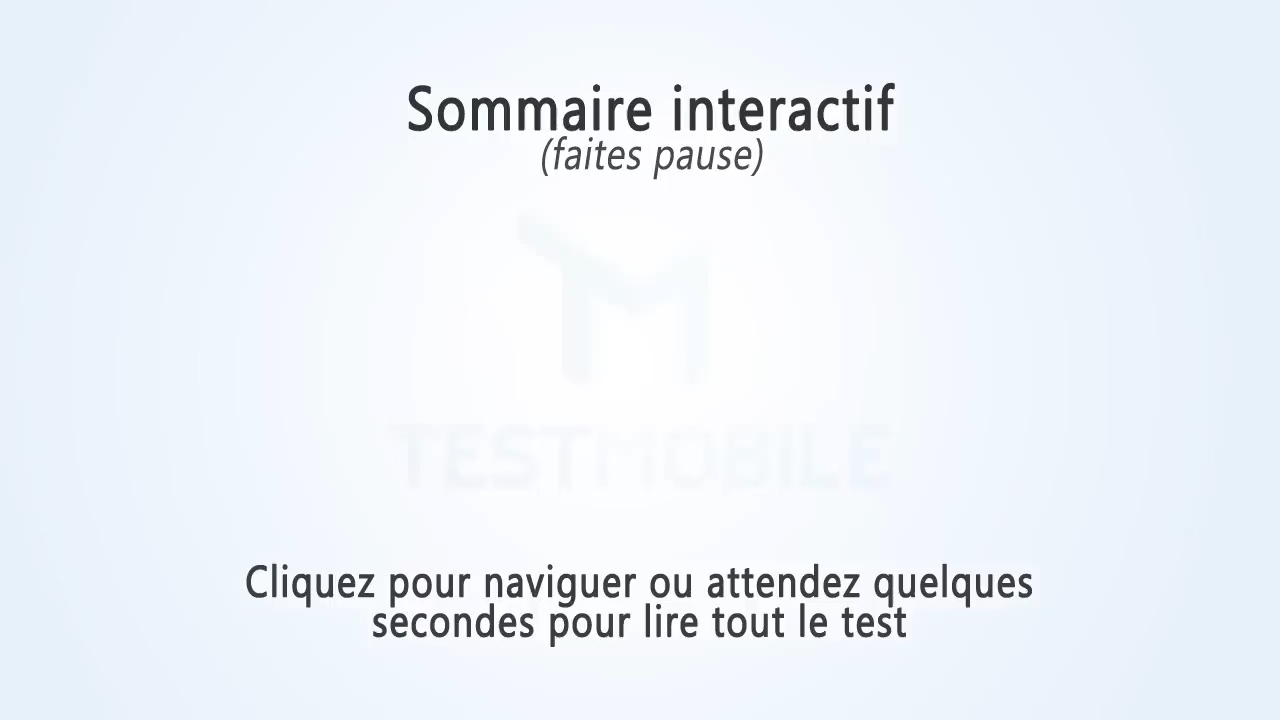 Sommaire interactif
(faites pause)
TESTMOBILE
Cliquez pour naviguer ou attendez quelques
secondes pour lire tout le test